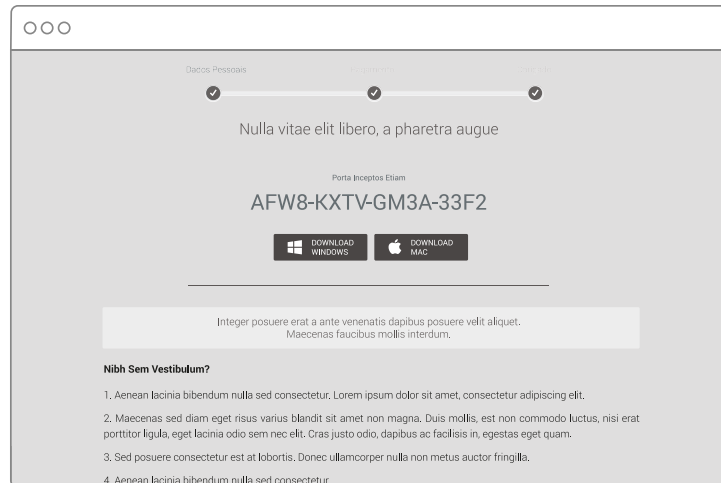 Dados Pessoais
Nulla vitae elit libero, a pharetra augue
Porta Inceptos Etiam
AFW8-KXTV-GM3A-33F2
DOWNLOAD
WINDOWS
DOWNLOAD
MAC
Integer posuere erat a ante venenatis dapibus posuere velit aliquet.
Maecenas faucibus mollis interdum.
Nibh Sem Vestibulum?
1. Aenean lacinia bibendum nulla sed consectetur. Lorem ipsum dolor sit amet, consectetur adipiscing elit.
2. Maecenas sed diam eget risus varius blandit sit amet non magna. Duis mollis, est non commodo luctus, nisi erat
porttitor ligula, eget lacinia odio sem nec elit. Cras justo odio, dapibus ac facilisis in, egestas eget quam.
3. Sed posuere consectetur est at lobortis. Donec ullamcorper nulla non metus auctor fringilla.
4. Aenean lacinia bibendum nulla sed consectetur.